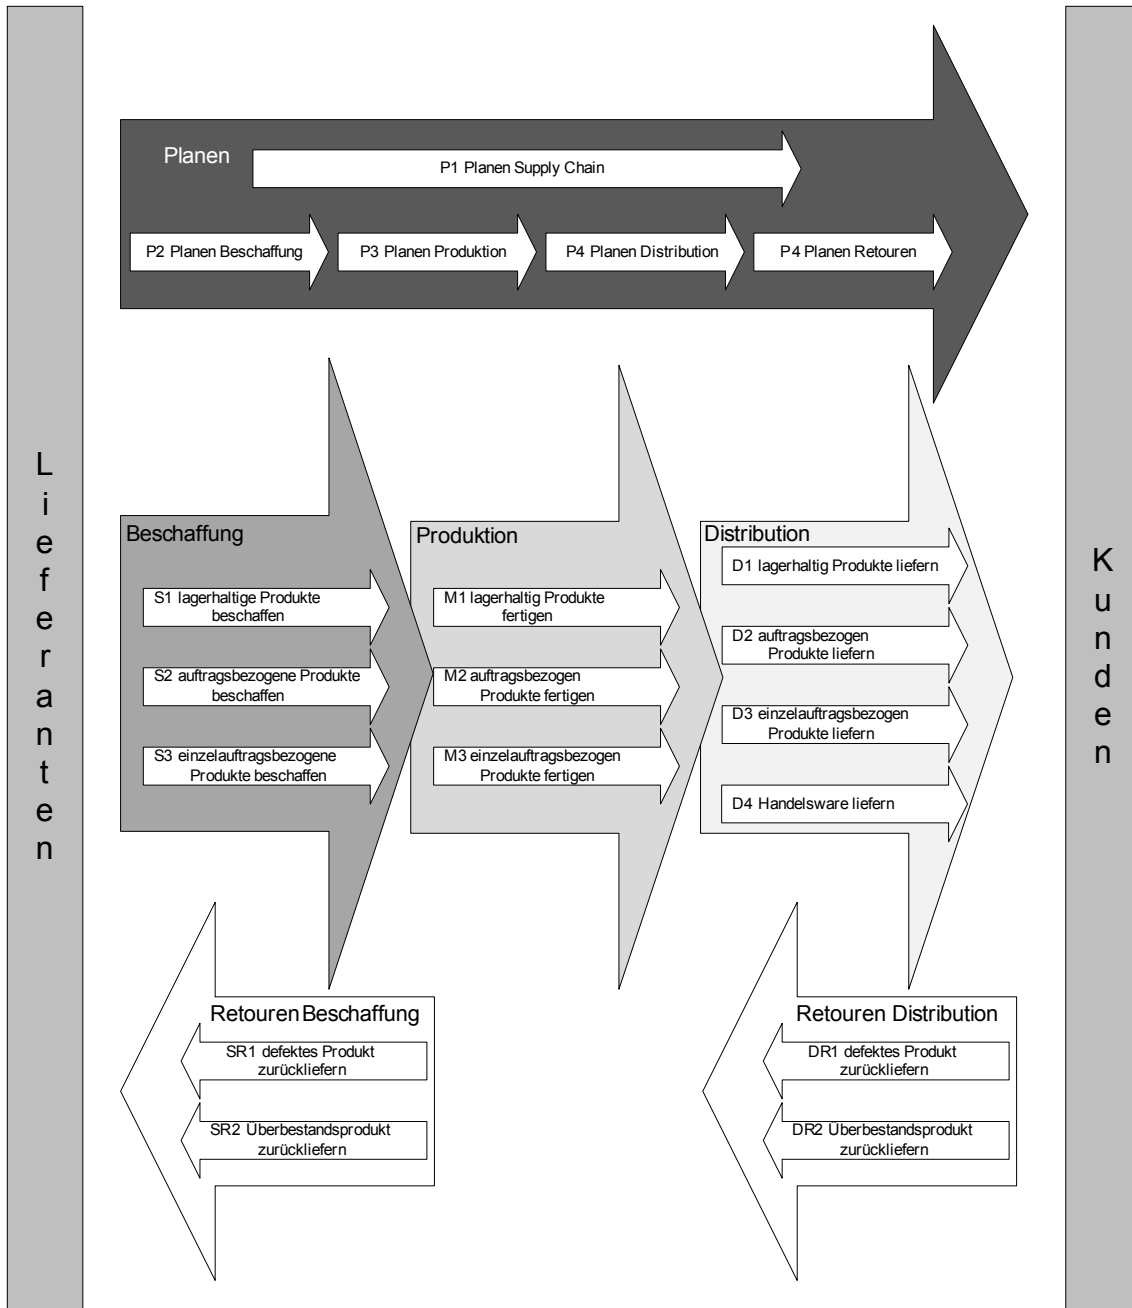 Planen
P1 Planen Supply Chain
P2 Planen Beschaffung
P3 Planen Produktion
P4 Planen Distribution
P4 Planen Retouren
Lieferanten
Beschaffung
S1 lagerhaltige Produkte
beschaffen
S2 auftragsbezogene Produkte
beschaffen
S3 einzelauftragsbezogene
Produkte beschaffen
Produktion
M1 lagerhaltig Produkte
fertigen
M2 auftragsbezogen
Produkte fertigen
M3 einzelauftragsbezogen
Produkte fertigen
Distribution
D1 lagerhaltig Produkte liefern
D2 auftragsbezogen
Produkte liefern
D3 einzelauftragsbezogen
Produkte liefern
D4 Handelsware liefern
Kunden
Retouren Beschaffung
SR1 defektes Produkt
zurückliefern
SR2 Überbestandsprodukt
zurückliefern
Retouren Distribution
DR1 defektes Produkt
zurückliefern
DR2 Überbestandsprodukt
zurückliefern